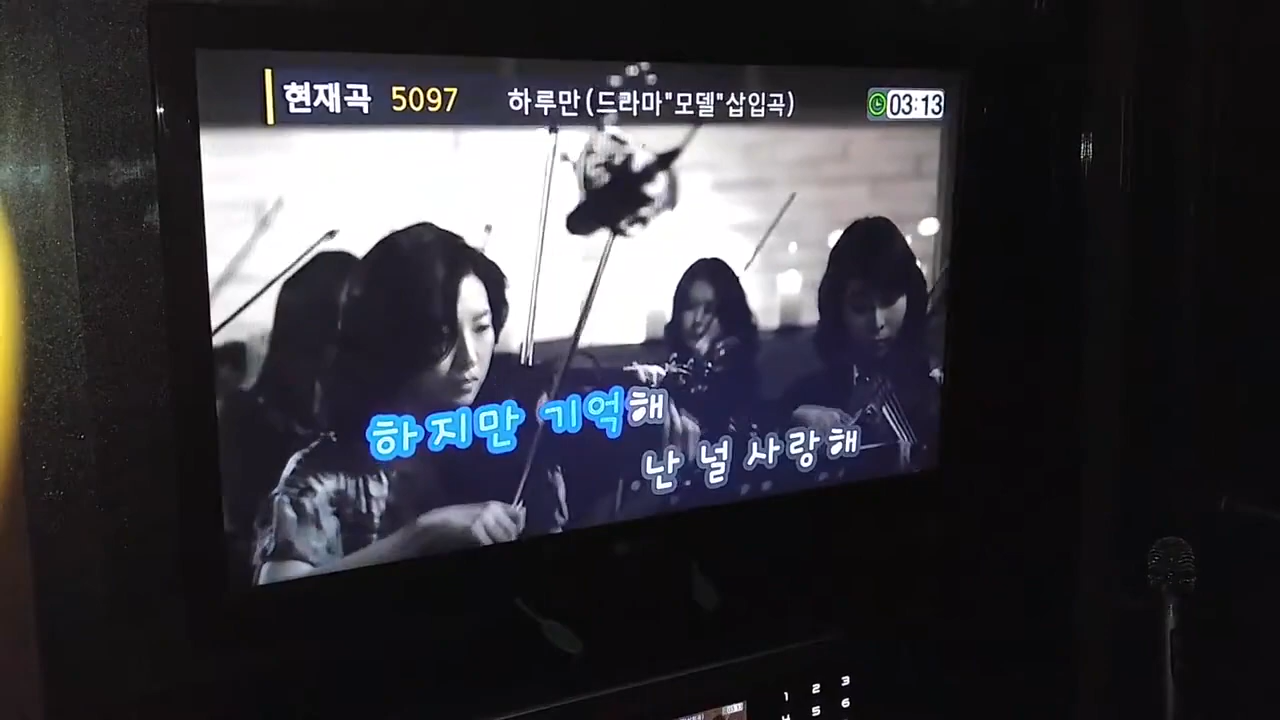 현재곡 5097 하루만(드라마"모델"삽입곡) 03:13
하지만 기억해
난 널 사랑해
1 2 3
4 5 6